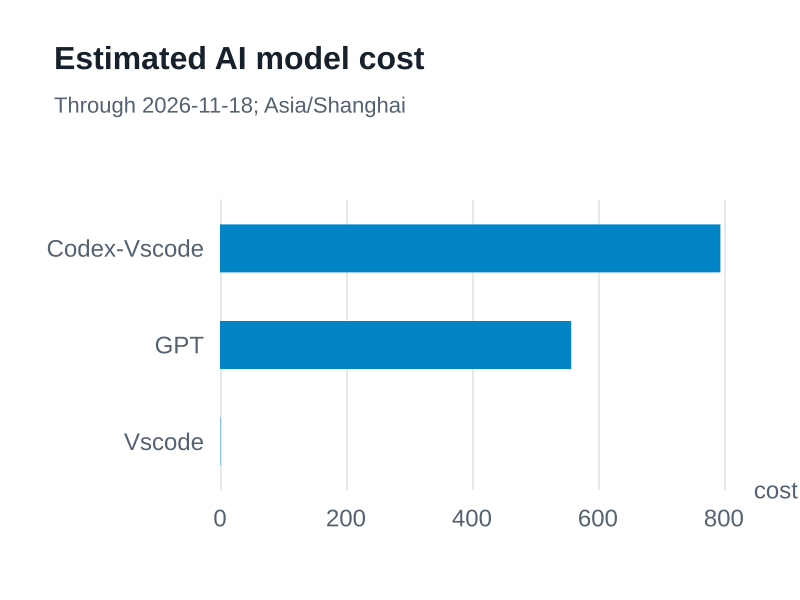 Estimated AI model cost
Through 2026-11-18; Asia/Shanghai
Codex-Vscode
GPT
Vscode
cost
0 200 400 600 800